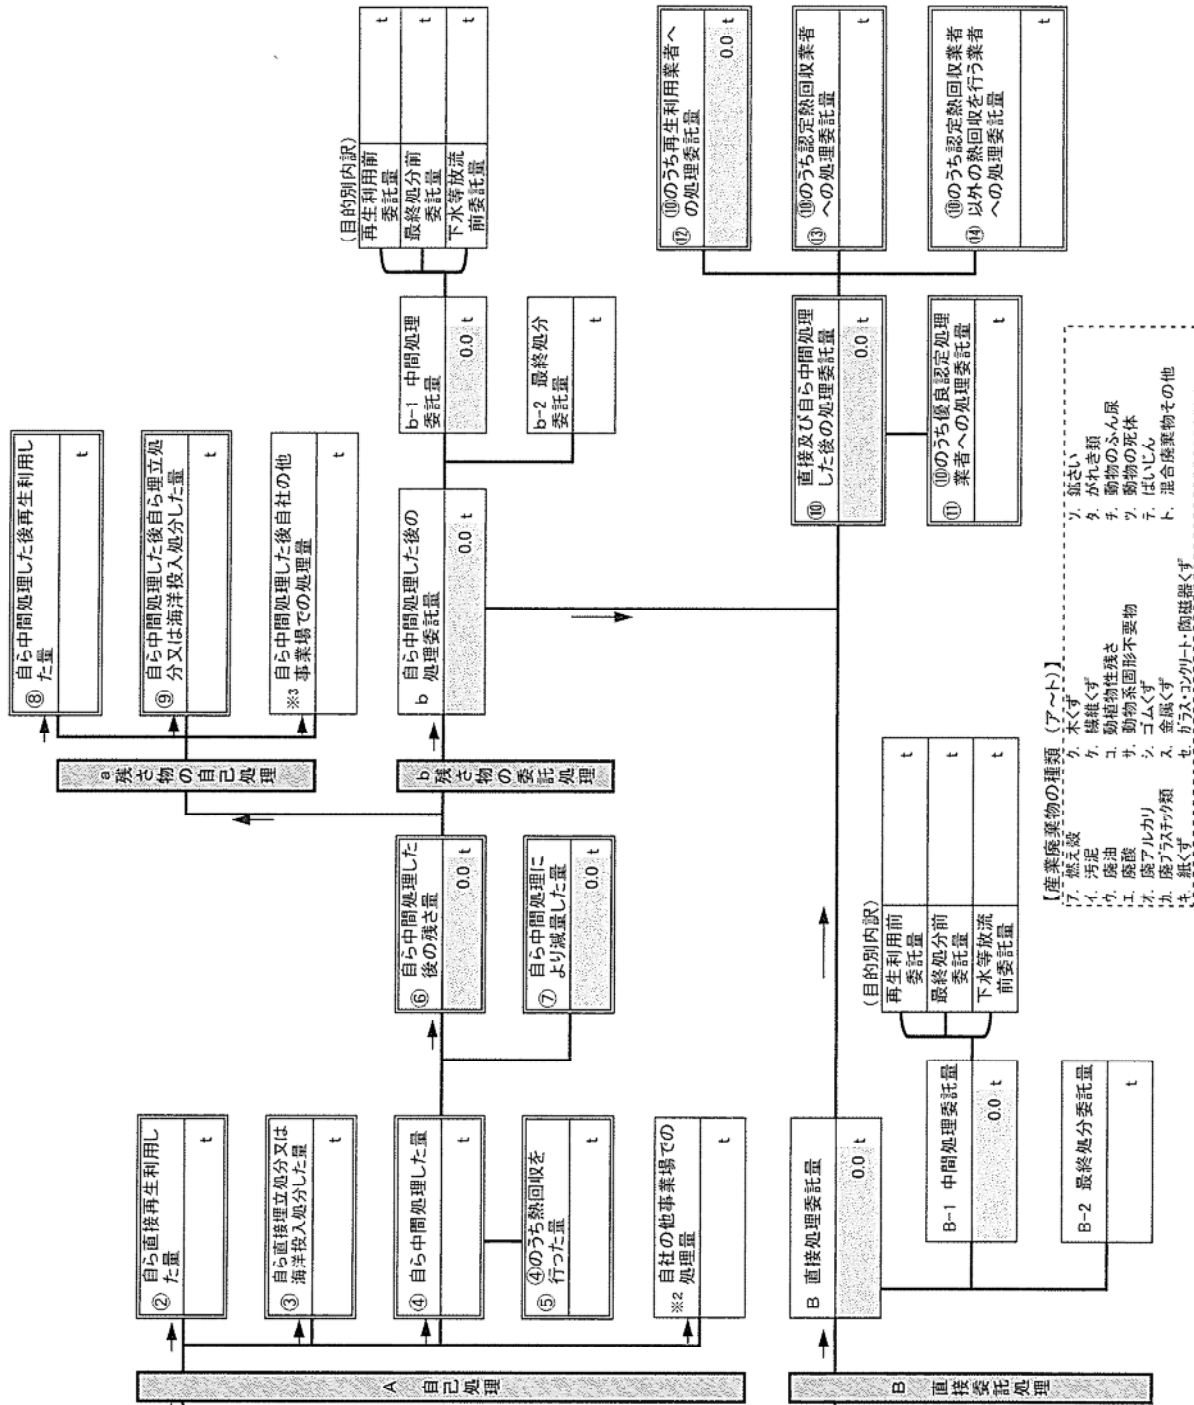 A 自己処理
② 自ら直接再生利用し
た量
t
③ 自ら直接埋立処分又は
海洋投入処分した量
t
④ 自ら中間処理した量
t
⑤ ④のうち熱回収を
行った量
t
※2 自社の他事業場での
処理量
t
⑥ 自ら中間処理した
後の残さ量
0.0 t
⑦ 自ら中間処理に
より減量した量
0.0 t
a 残さ物の自己処理
⑧ 自ら中間処理した後再生利用し
た量
t
⑨ 自ら中間処理した後自ら埋立処
分又は海洋投入処分した量
t
※3 自ら中間処理した後自社の他
事業場での処理量
t
b 残さ物の委託処理
b 自ら中間処理した後の
処理委託量
0.0 t
b-1 中間処理
委託量
0.0 t
b-2 最終処分
委託量
t
(目的別内訳)
再生利用前
委託量
t
最終処分前
委託量
t
下水等放流
前委託量
t
B 直接委託処理
B 直接処理委託量
0.0 t
B-1 中間処理委託量
0.0 t
B-2 最終処分委託量
t
(目的別内訳)
再生利用前
委託量
t
最終処分前
委託量
t
下水等放流
前委託量
t
⑩ 直接及び自ら中間処理
した後の処理委託量
0.0 t
⑪ ⑩のうち優良認定処理
業者への処理委託量
t
⑫ ⑩のうち再生利用業者へ
の処理委託量
0.0 t
⑬ ⑩のうち認定熱回収業者
への処理委託量
t
⑭ ⑩のうち認定熱回収業者
以外の熱回収を行う業者
への処理委託量
t
【産業廃棄物の種類 (ア~ト)】
ア. 燃え殻
イ. 汚泥
ウ. 廃油
エ. 廃酸
オ. 廃アルカリ
カ. 廃プラスチック類
キ. 紙くず
ク. 木くず
ケ. 繊維くず
コ. 動植物性残さ
サ. 動物系固形不要物
シ. ゴムくず
ス. 金属くず
セ. ガラス・コンクリート・陶磁器くず
ソ. 鉱さい
タ. がれき類
チ. 動物のふん尿
ツ. 動物の死体
テ. ばいじん
ト. 混合廃棄物その他